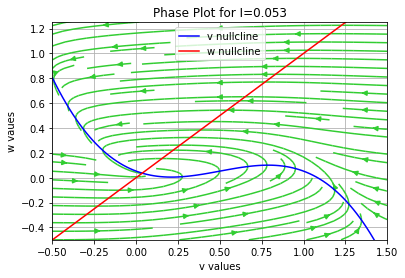 Phase Plot for I=0.053
v nullcline
w nullcline
w values
1.2
1.0
0.8
0.6
0.4
0.2
0.0
−0.2
−0.4
−0.50 −0.25 0.00 0.25 0.50 0.75 1.00 1.25 1.50
v values